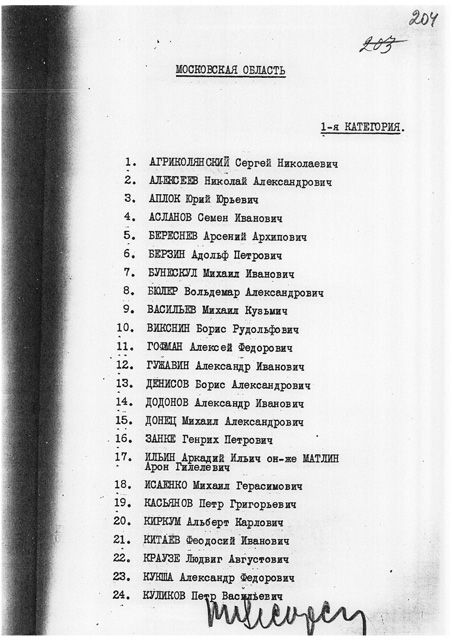 204
203
МОСКОВСКАЯ ОБЛАСТЬ
1-я КАТЕГОРИЯ.
1. АГРИКОЛЯНСКИЙ Сергей Николаевич
2. АЛЕКСЕЕВ Николай Александрович
3. АПЛОК Юрий Юрьевич
4. АСЛАНОВ Семен Иванович
5. БЕРЕСНЕВ Арсений Архипович
6. БЕРЗИН Адольф Петрович
7. БУНЕСКУЛ Михаил Иванович
8. БЮЛЕР Вольдемар Александрович
9. ВАСИЛЬЕВ Михаил Кузьмич
10. ВИКСНИН Борис Рудольфович
11. ГОФМАН Алексей Федорович
12. ГУЖАВИН Александр Иванович
13. ДЕНИСОВ Борис Александрович
14. ДОДОНОВ Александр Иванович
15. ДОНЕЦ Михаил Александрович
16. ЗАНКЕ Генрих Петрович
17. ИЛЬИН Аркадий Ильич он-же МАТЛИН
Арон Гилелевич
18. ИСАЕНКО Михаил Герасимович
19. КАСЬЯНОВ Петр Григорьевич
20. КИРКУМ Альберт Карлович
21. КИТАЕВ Феодосий Иванович
22. КРАУЗЕ Людвиг Августович
23. КУКША Александр Федорович
24. КУЛИКОВ Петр Васильевич